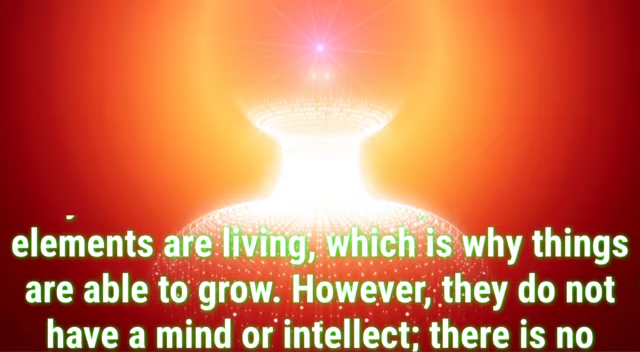 elements are living, which is why things
are able to grow. However, they do not
have a mind or intellect; there is no